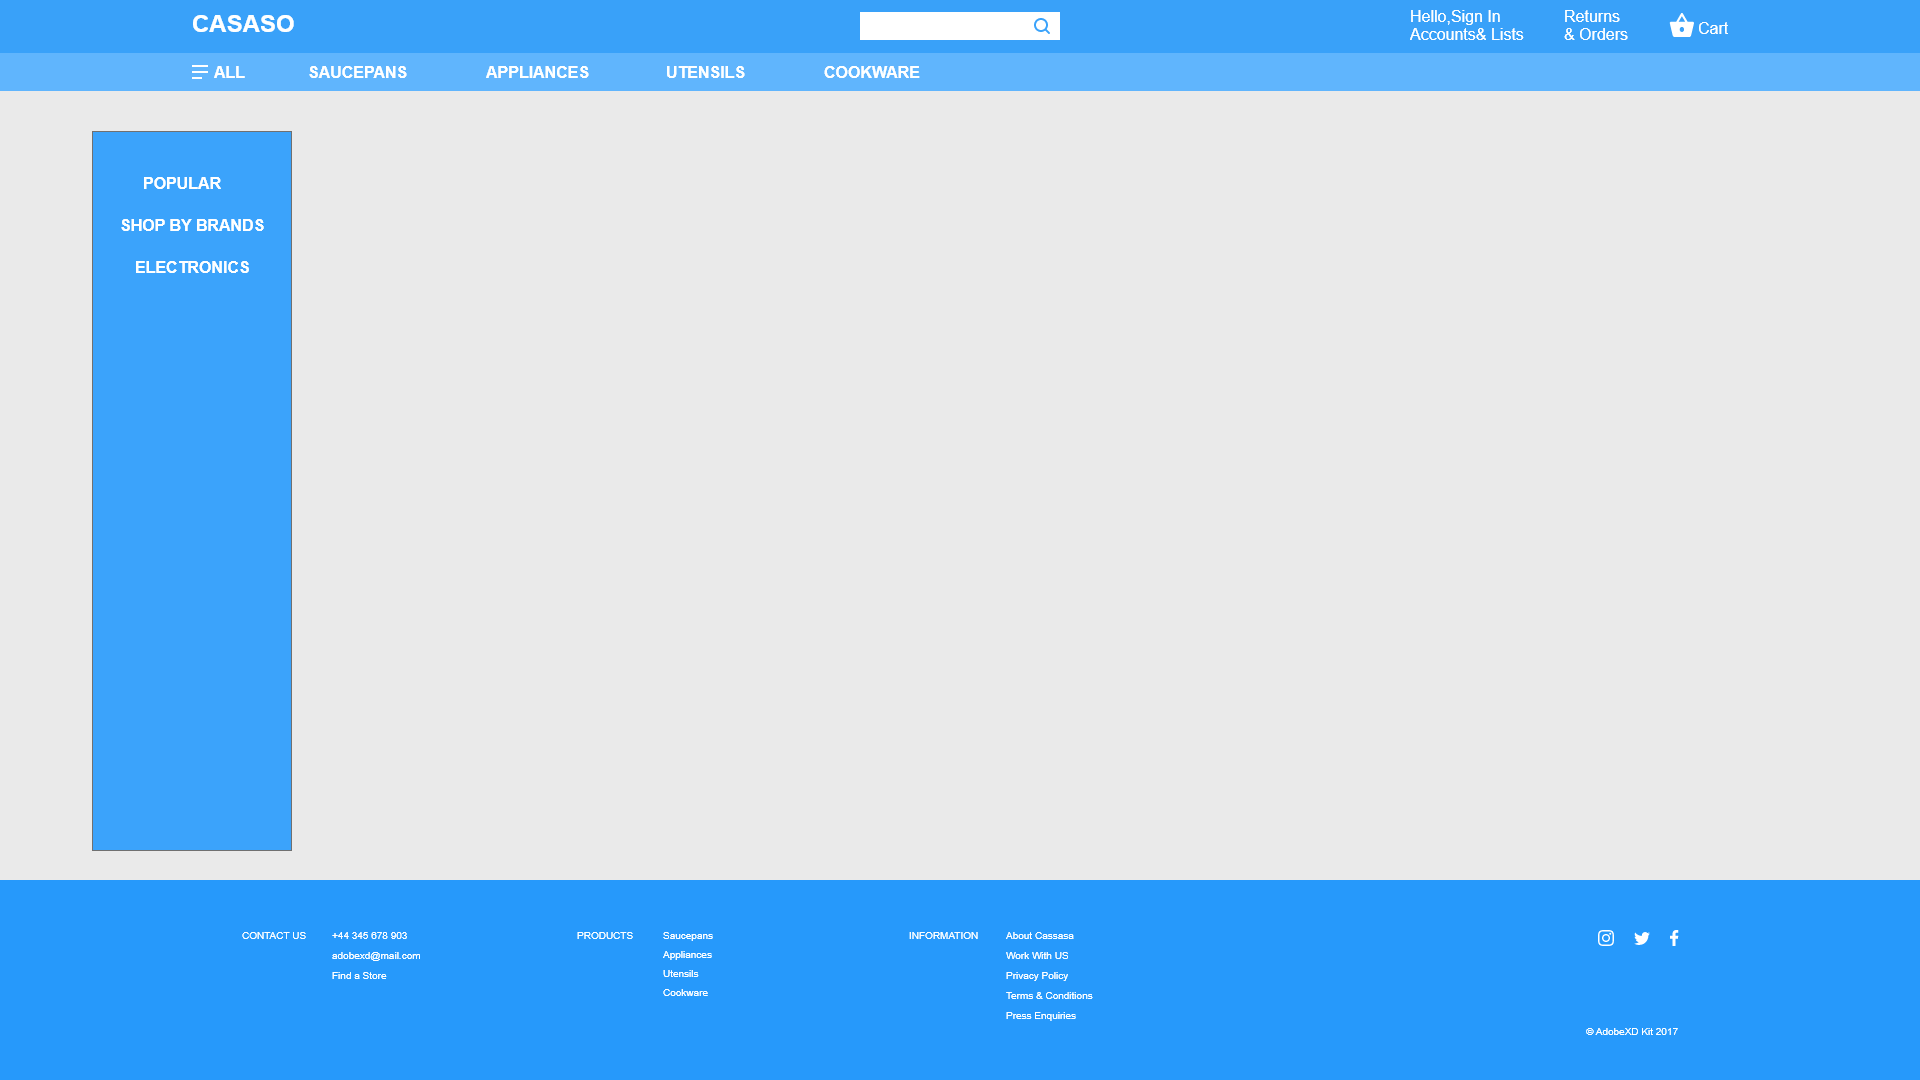 CASASO
Hello,Sign In
Accounts& Lists
Returns
& Orders
Cart
ALL
SAUCEPANS
APPLIANCES
UTENSILS
COOKWARE
POPULAR
SHOP BY BRANDS
ELECTRONICS
CONTACT US
+44 345 678 903
adobexd@mail.com
Find a Store
PRODUCTS
Saucepans
Appliances
Utensils
Cookware
INFORMATION
About Cassasa
Work With US
Privacy Policy
Terms & Conditions
Press Enquiries
© AdobeXD Kit 2017